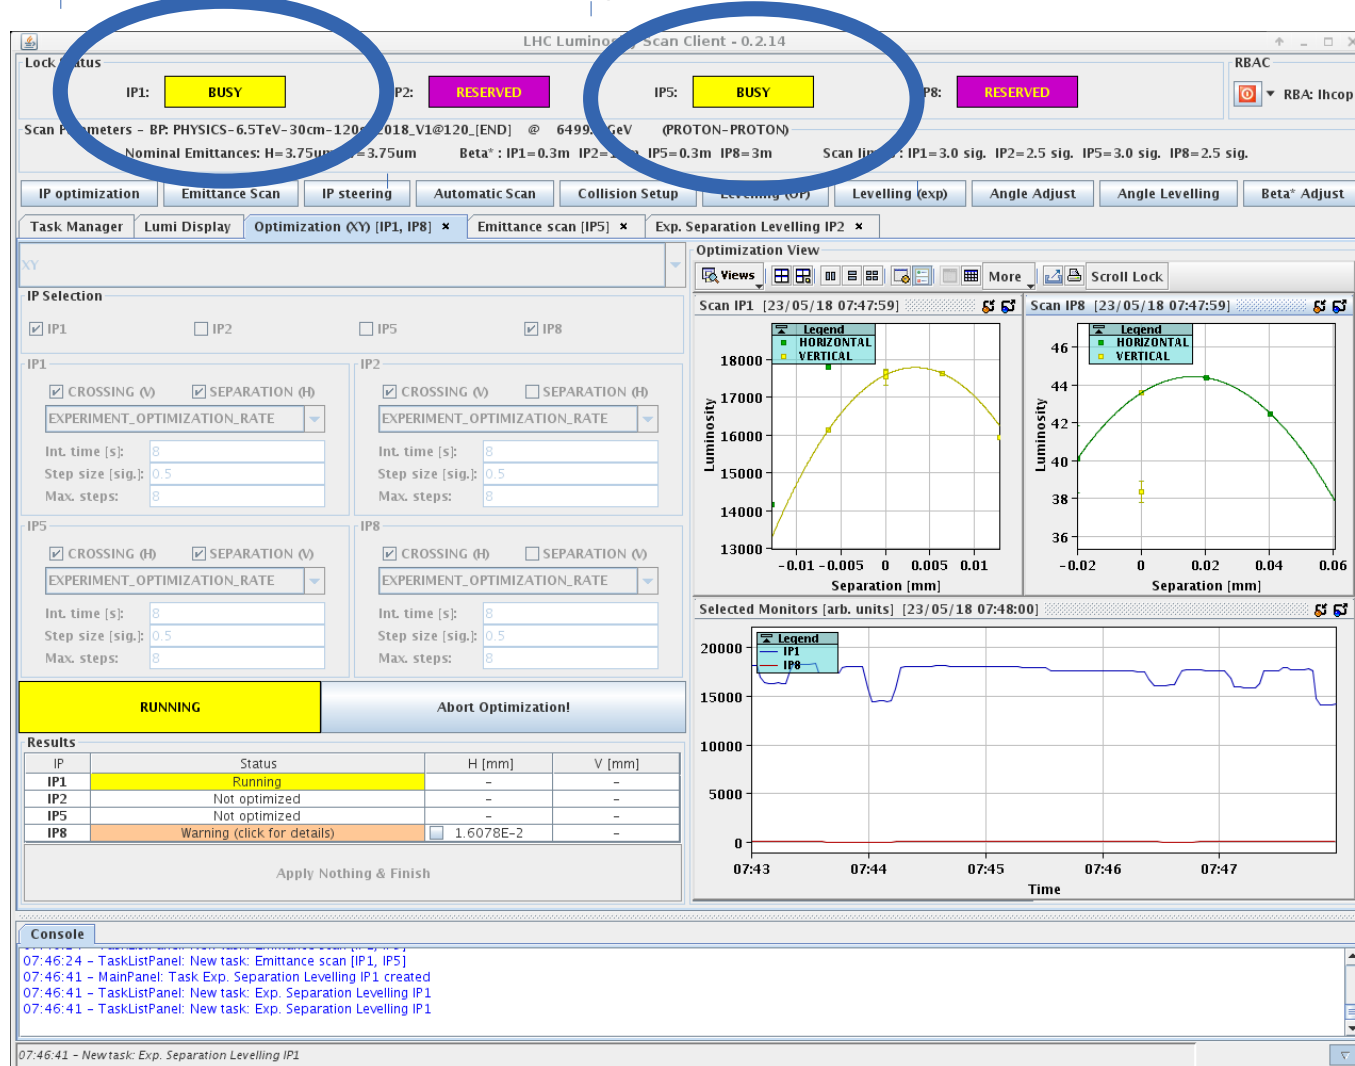 LHC Luminos Scan Client - 0.2.14
Lock Status
RBAC
IP1: BUSY
P2: RESERVED
IP5: BUSY
P8: RESERVED
RBA: lhcop
Scan P meters - BP: PHYSICS-6.5TeV-30cm-120 2018_V1@120_[END] @ 6499. GeV (PROTON-PROTON)
Nominal Emittances: H=3.75um =3.75um Beta* : IP1=0.3m IP2= m IP5=0.3m IP8=3m Scan lim : IP1=3.0 sig. IP2=2.5 sig. IP5=3.0 sig. IP8=2.5 sig.
IP optimization Emittance Scan IP steering Automatic Scan Collision Setup Levelling (OP) Levelling (exp) Angle Adjust Angle Levelling Beta* Adjust
Task Manager Lumi Display Optimization (XY) [IP1, IP8] × Emittance scan [IP5] × Exp. Separation Levelling IP2 ×
XY
IP Selection
IP1 IP2 IP5 IP8
IP1
CROSSING (V) SEPARATION (H)
EXPERIMENT_OPTIMIZATION_RATE
Int. time [s]: 8
Step size [sig.]: 0.5
Max. steps: 8
IP2
CROSSING (V) SEPARATION (H)
EXPERIMENT_OPTIMIZATION_RATE
Int. time [s]: 8
Step size [sig.]: 0.5
Max. steps: 8
IP5
CROSSING (H) SEPARATION (V)
EXPERIMENT_OPTIMIZATION_RATE
Int. time [s]: 8
Step size [sig.]: 0.5
Max. steps: 8
IP8
CROSSING (H) SEPARATION (V)
EXPERIMENT_OPTIMIZATION_RATE
Int. time [s]: 8
Step size [sig.]: 0.5
Max. steps: 8
RUNNING Abort Optimization!
Results
IP Status H [mm] V [mm]
IP1 Running - -
IP2 Not optimized - -
IP5 Not optimized - -
IP8 Warning (click for details) 1.6078E-2 -
Apply Nothing & Finish
Optimization View
Views More Scroll Lock
Scan IP1 [23/05/18 07:47:59]
Legend
HORIZONTAL
VERTICAL
Luminosity
18000
17000
16000
15000
14000
13000
-0.01 -0.005 0 0.005 0.01
Separation [mm]
Scan IP8 [23/05/18 07:47:59]
Legend
HORIZONTAL
VERTICAL
Luminosity
46
44
42
40
38
36
-0.02 0 0.02 0.04 0.06
Separation [mm]
Selected Monitors [arb. units] [23/05/18 07:48:00]
Legend
IP1
IP8
20000
15000
10000
5000
0
07:43 07:44 07:45 07:46 07:47
Time
Console
07:46:24 - TaskListPanel: New task: Emittance scan [IP1, IP5]
07:46:41 - MainPanel: Task Exp. Separation Levelling IP1 created
07:46:41 - TaskListPanel: New task: Exp. Separation Levelling IP1
07:46:41 - TaskListPanel: New task: Exp. Separation Levelling IP1
07:46:41 - New task: Exp. Separation Levelling IP1